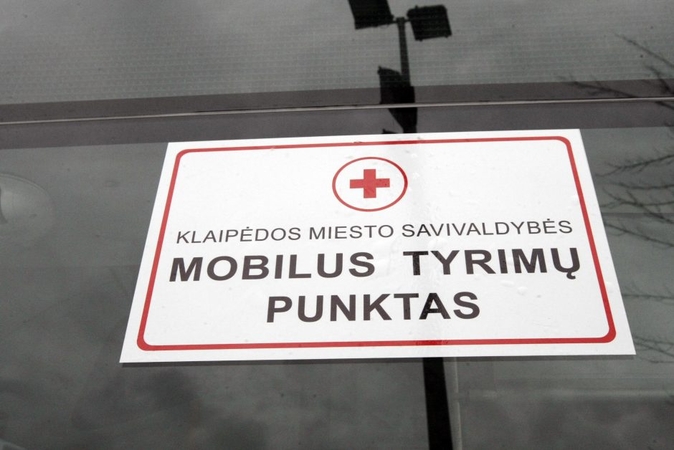 KLAIPĖDOS MIESTO SAVIVALDYBĖS
MOBILUS TYRIMŲ
PUNKTAS